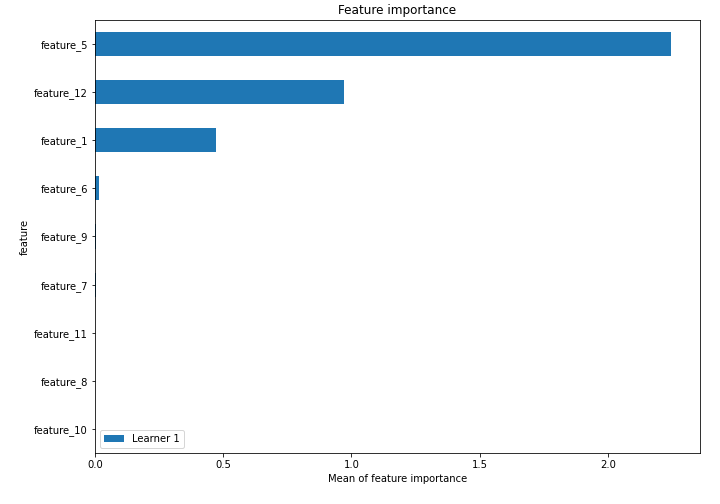 Feature importance
feature_5
feature_12
feature_1
feature_6
feature_9
feature_7
feature_11
feature_8
feature_10
feature
Learner 1
0.0 0.5 1.0 1.5 2.0
Mean of feature importance